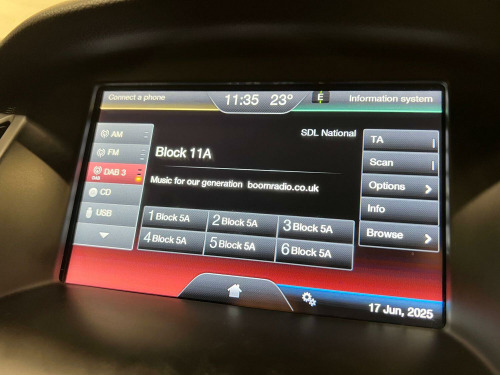 Connect a phone
11:35 23°
E
Information system
AM
FM
DAB 3
DAB
CD
USB
SDL National
Block 11A
Music for our generation boomradio.co.uk
1 Block 5A
2 Block 5A
3 Block 5A
4 Block 5A
5 Block 5A
6 Block 5A
TA
Scan
Options
Info
Browse
17 Jun, 2025